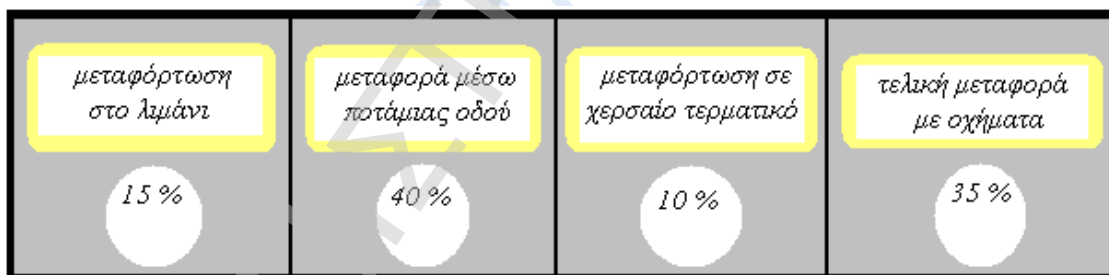 μεταφόρτωση
στο λιμάνι
15 %
μεταφορά μέσω
ποτάμιας οδού
40 %
μεταφόρτωση σε
χερσαίο τερματικό
10 %
τελική μεταφορά
με οχήματα
35 %